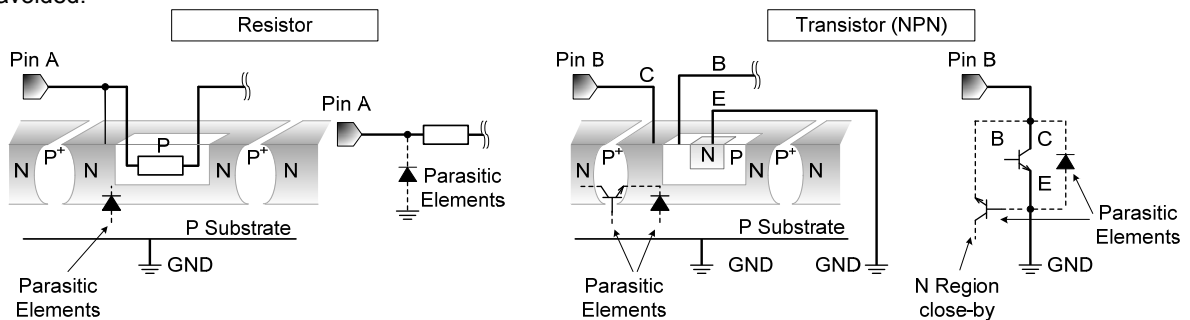 avoided.
Resistor
Transistor (NPN)
Pin A
Pin A
N P+ N P N P+ N
Parasitic
Elements
P Substrate
GND
Parasitic
Elements
Pin B
C B
E
N P+ N P N P+ N
P Substrate
GND GND
Parasitic
Elements
Pin B
B C
E
Parasitic
Elements
GND
N Region
close-by